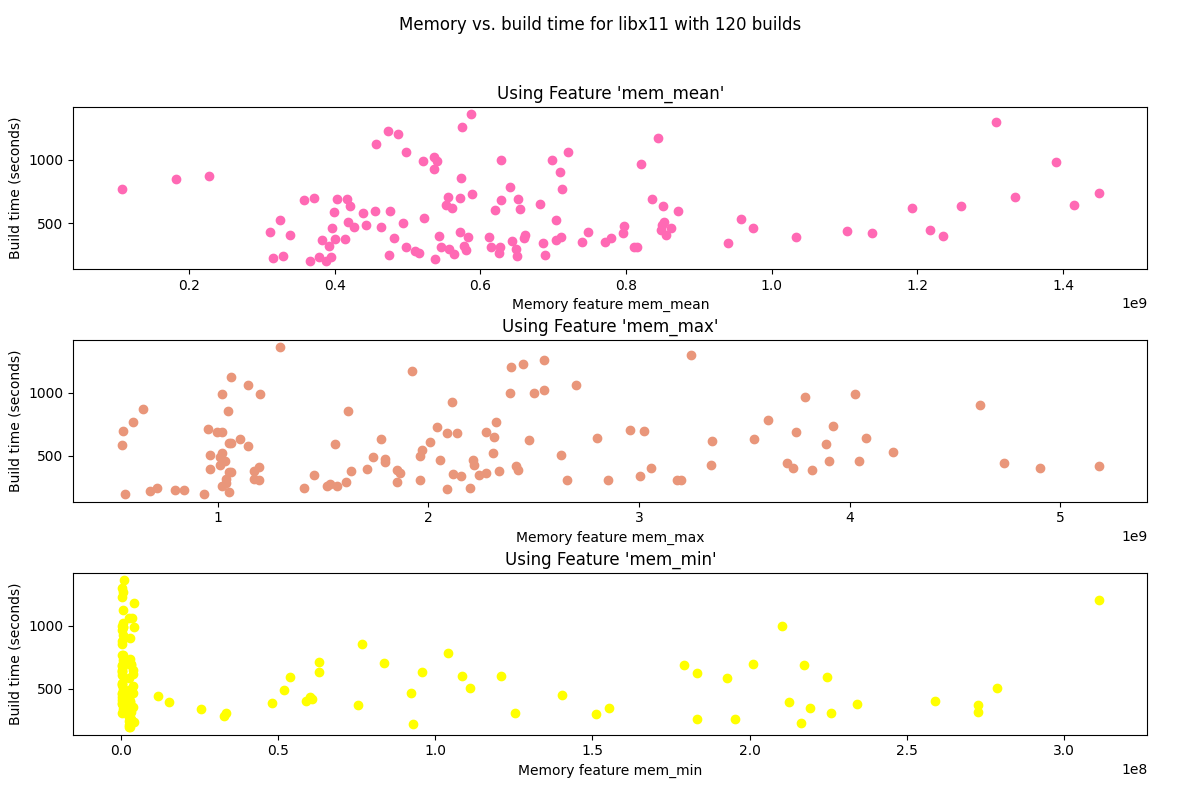 Memory vs. build time for libx11 with 120 builds
Using Feature 'mem_mean'
Build time (seconds)
1000
500
0.2 0.4 0.6 0.8 1.0 1.2 1.4
1e9
Memory feature mem_mean
Using Feature 'mem_max'
Build time (seconds)
1000
500
1 2 3 4 5
1e9
Memory feature mem_max
Using Feature 'mem_min'
Build time (seconds)
1000
500
0.0 0.5 1.0 1.5 2.0 2.5 3.0
1e8
Memory feature mem_min